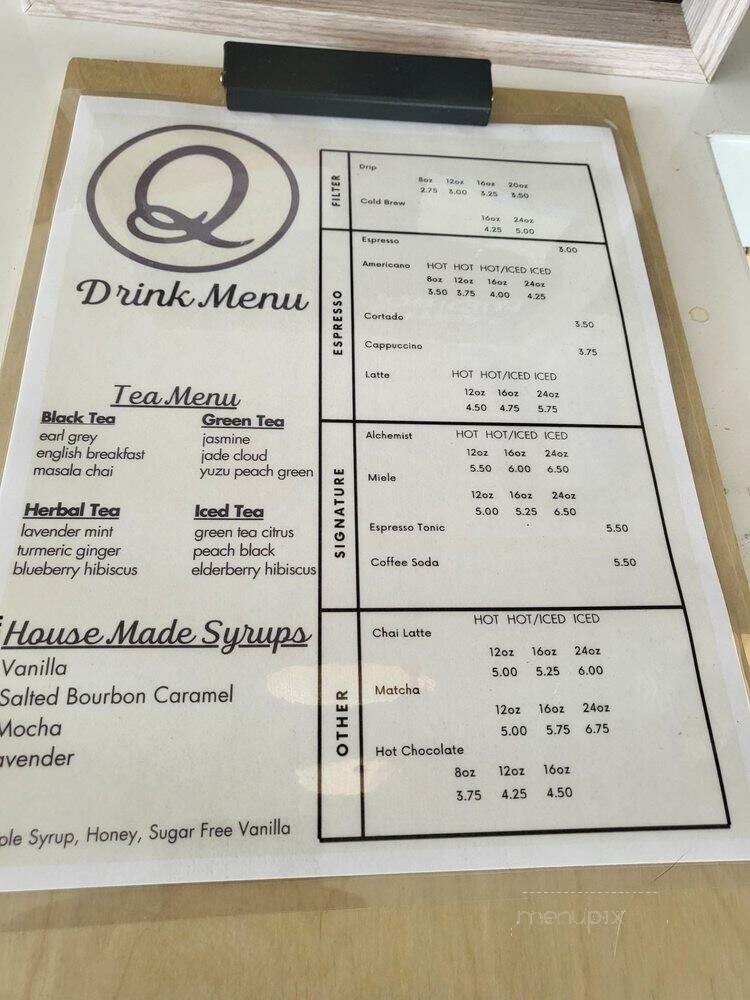 Q
Drink Menu
Tea Menu
Black Tea
earl grey
english breakfast
masala chai
Green Tea
jasmine
jade cloud
yuzu peach green
Herbal Tea
lavender mint
turmeric ginger
blueberry hibiscus
Iced Tea
green tea citrus
peach black
elderberry hibiscus
House Made Syrups
Vanilla
Salted Bourbon Caramel
Mocha
avender
ple Syrup, Honey, Sugar Free Vanilla
FILTER
Drip
8oz 12oz 16oz 20oz
2.75 3.00 3.25 3.50
Cold Brew
16oz 24oz
4.25 5.00
ESPRESSO
Espresso 3.00
Americano HOT HOT HOT/ICED ICED
8oz 12oz 16oz 24oz
3.50 3.75 4.00 4.25
Cortado 3.50
Cappuccino 3.75
Latte HOT HOT/ICED ICED
12oz 16oz 24oz
4.50 4.75 5.75
SIGNATURE
Alchemist HOT HOT/ICED ICED
12oz 16oz 24oz
5.50 6.00 6.50
Miele
12oz 16oz 24oz
5.00 5.25 6.50
Espresso Tonic 5.50
Coffee Soda 5.50
OTHER
HOT HOT/ICED ICED
Chai Latte
12oz 16oz 24oz
5.00 5.25 6.00
Matcha
12oz 16oz 24oz
5.00 5.75 6.75
Hot Chocolate
8oz 12oz 16oz
3.75 4.25 4.50
menupix